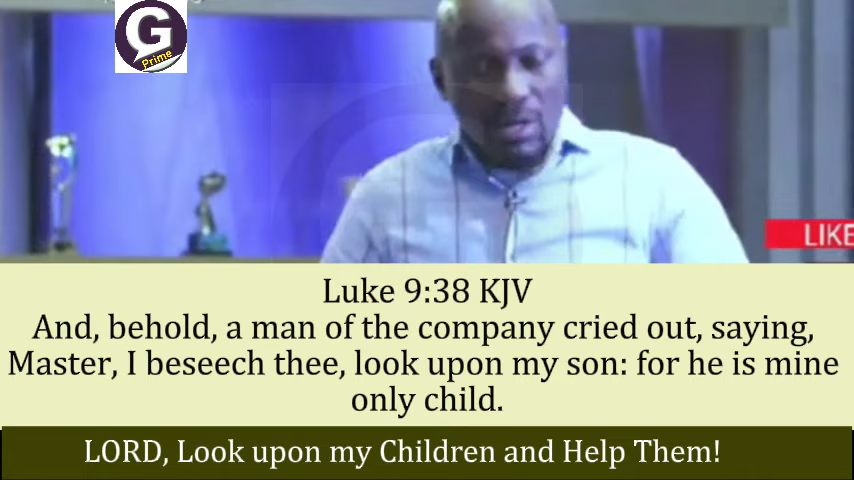 G
Prime
LIKE
Luke 9:38 KJV
And, behold, a man of the company cried out, saying,
Master, I beseech thee, look upon my son: for he is mine
only child.
LORD, Look upon my Children and Help Them!